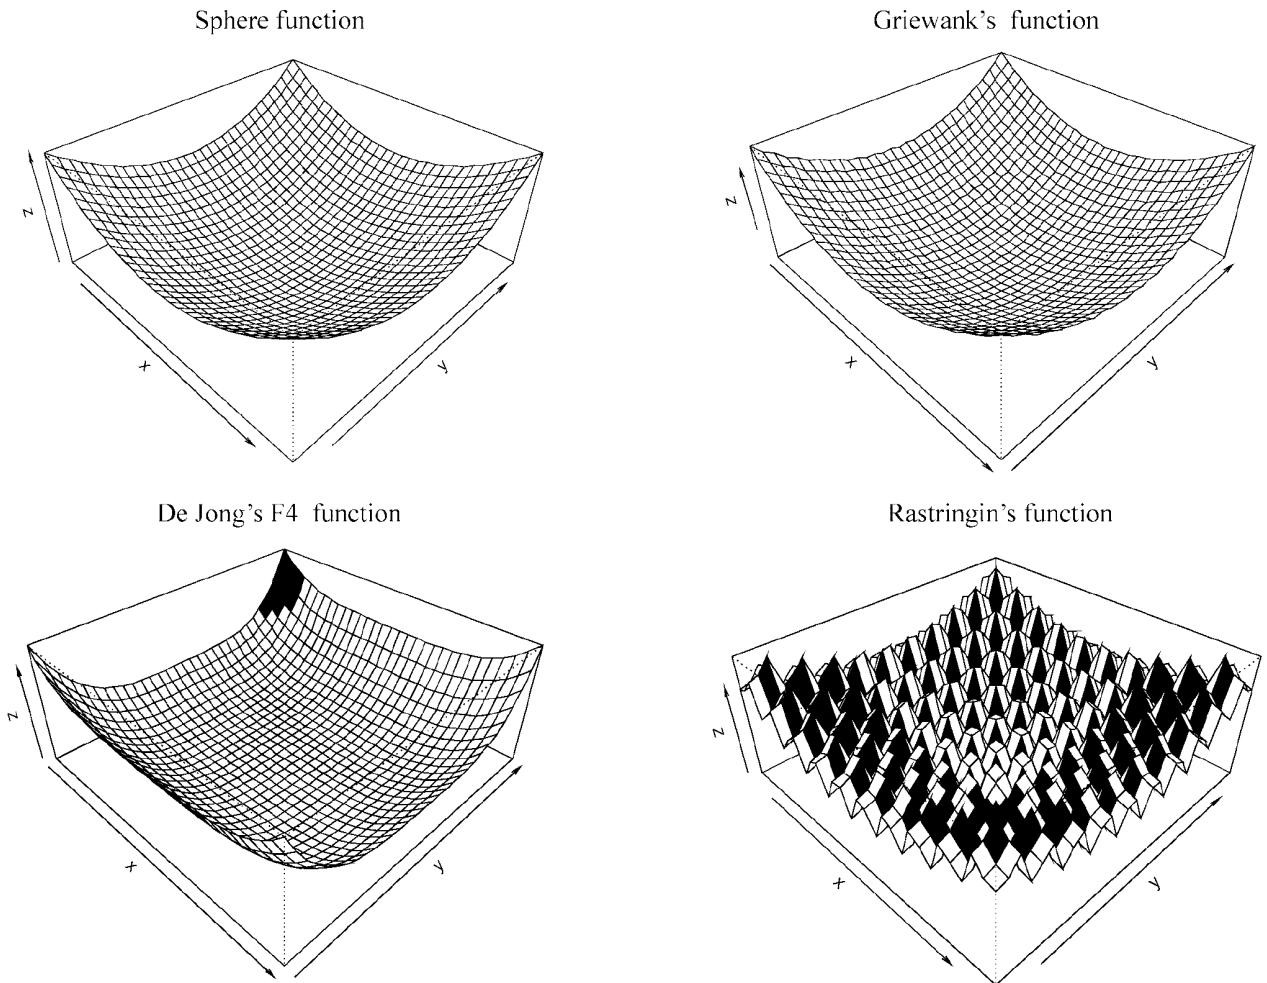 Sphere function
Griewank's function
z
x
y
z
x
y
De Jong's F4 function
Rastringin's function
z
x
y
z
x
y